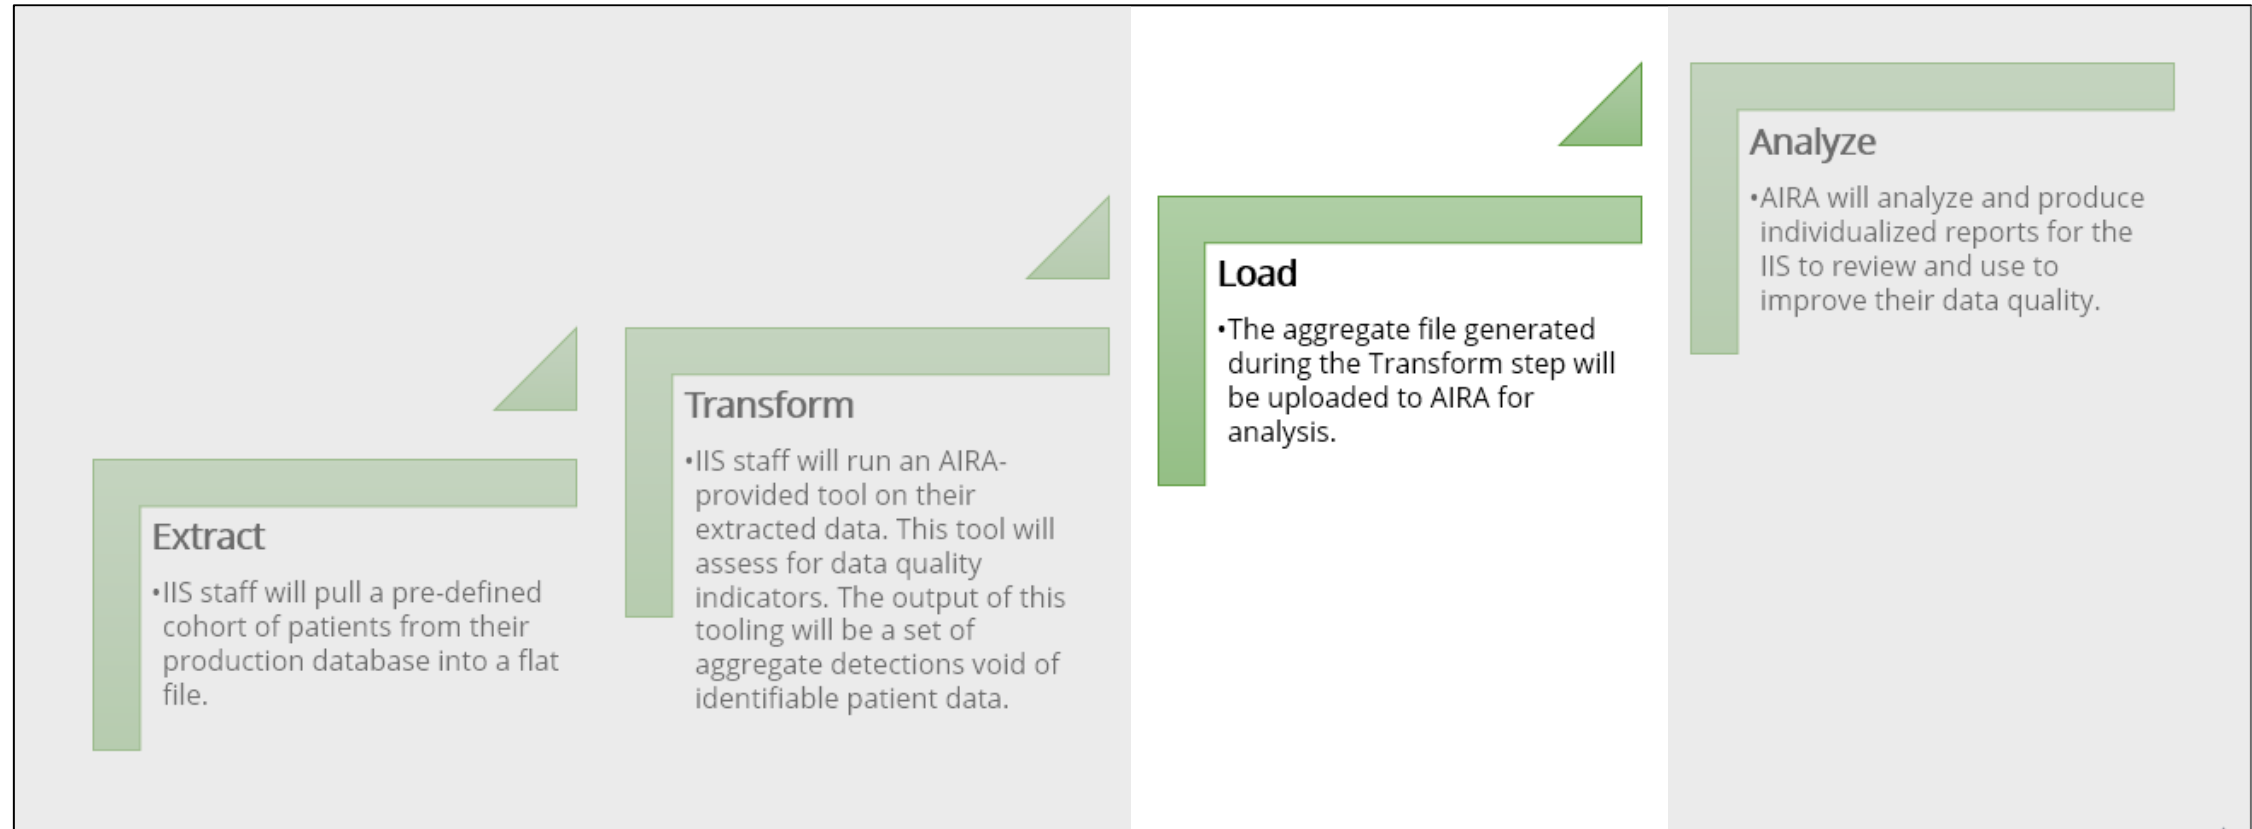 Extract
•IIS staff will pull a pre-defined
cohort of patients from their
production database into a flat
file.
Transform
•IIS staff will run an AIRA-
provided tool on their
extracted data. This tool will
assess for data quality
indicators. The output of this
tooling will be a set of
aggregate detections void of
identifiable patient data.
Load
•The aggregate file generated
during the Transform step will
be uploaded to AIRA for
analysis.
Analyze
•AIRA will analyze and produce
individualized reports for the
IIS to review and use to
improve their data quality.